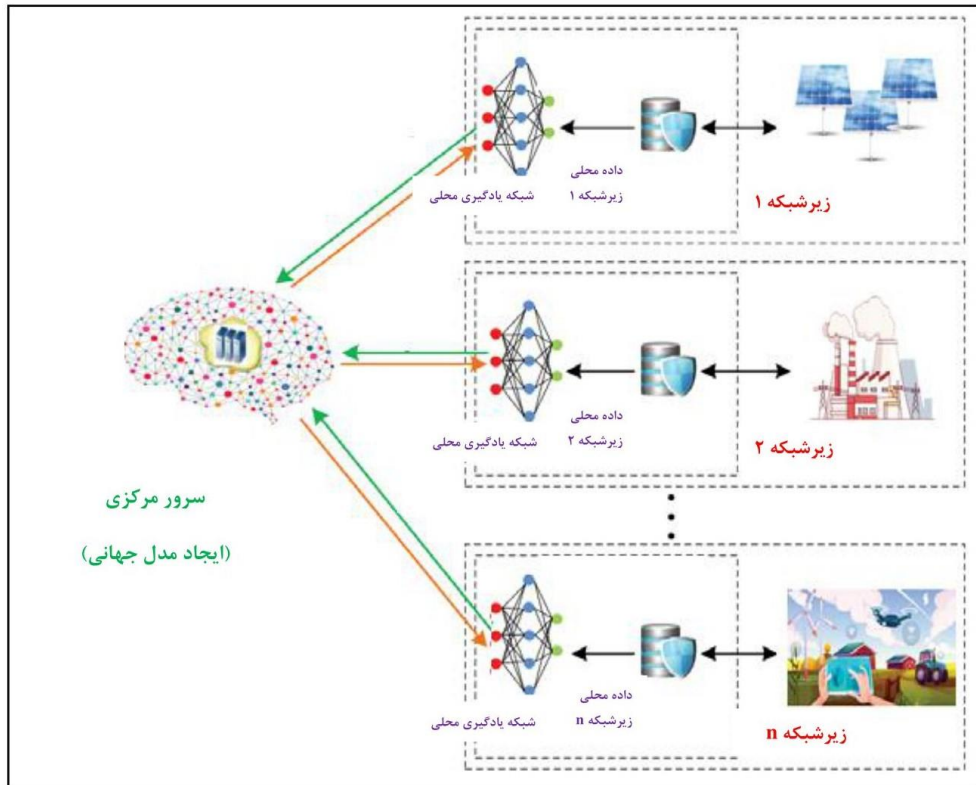 داده محلی
زیرشبکه ۱
شبکه یادگیری محلی
زیرشبکه ۱
داده محلی
زیرشبکه ۲
شبکه یادگیری محلی
زیرشبکه ۲
سرور مرکزی
(ایجاد مدل جهانی)
داده محلی
زیرشبکه n
شبکه یادگیری محلی
زیرشبکه n